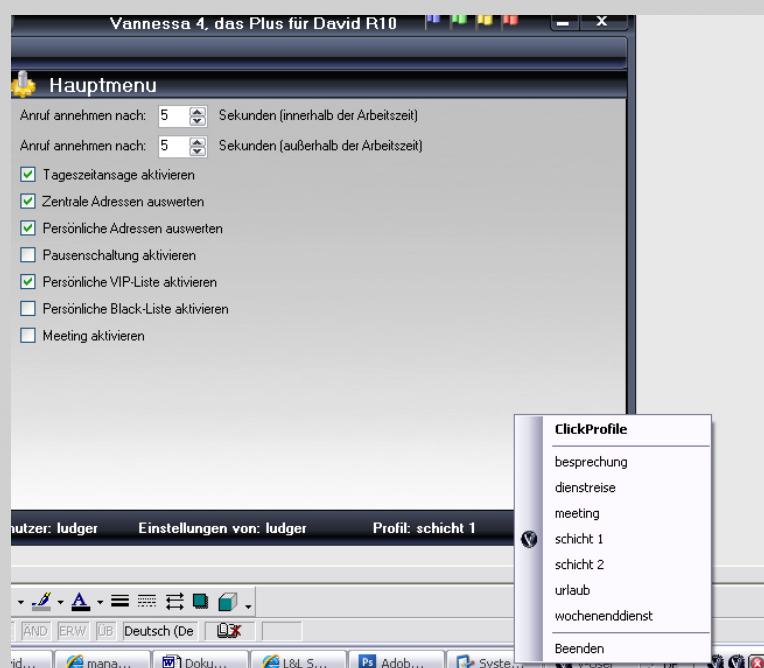 Vannessa 4, das Plus für David R10
Hauptmenu
Anruf annehmen nach: 5 Sekunden (innerhalb der Arbeitszeit)
Anruf annehmen nach: 5 Sekunden (außerhalb der Arbeitszeit)
Tageszeitansage aktivieren
Zentrale Adressen auswerten
Persönliche Adressen auswerten
Pausenschaltung aktivieren
Persönliche VIP-Liste aktivieren
Persönliche Black-Liste aktivieren
Meeting aktivieren
ClickProfile
besprechung
dienstreise
meeting
schicht 1
schicht 2
urlaub
wochenenddienst
Beenden
nutzer: ludger Einstellungen von: ludger Profil: schicht 1
ÄND ERW ÜB Deutsch (De
vid... mana... Doku... L&L S... Adob... Syste...